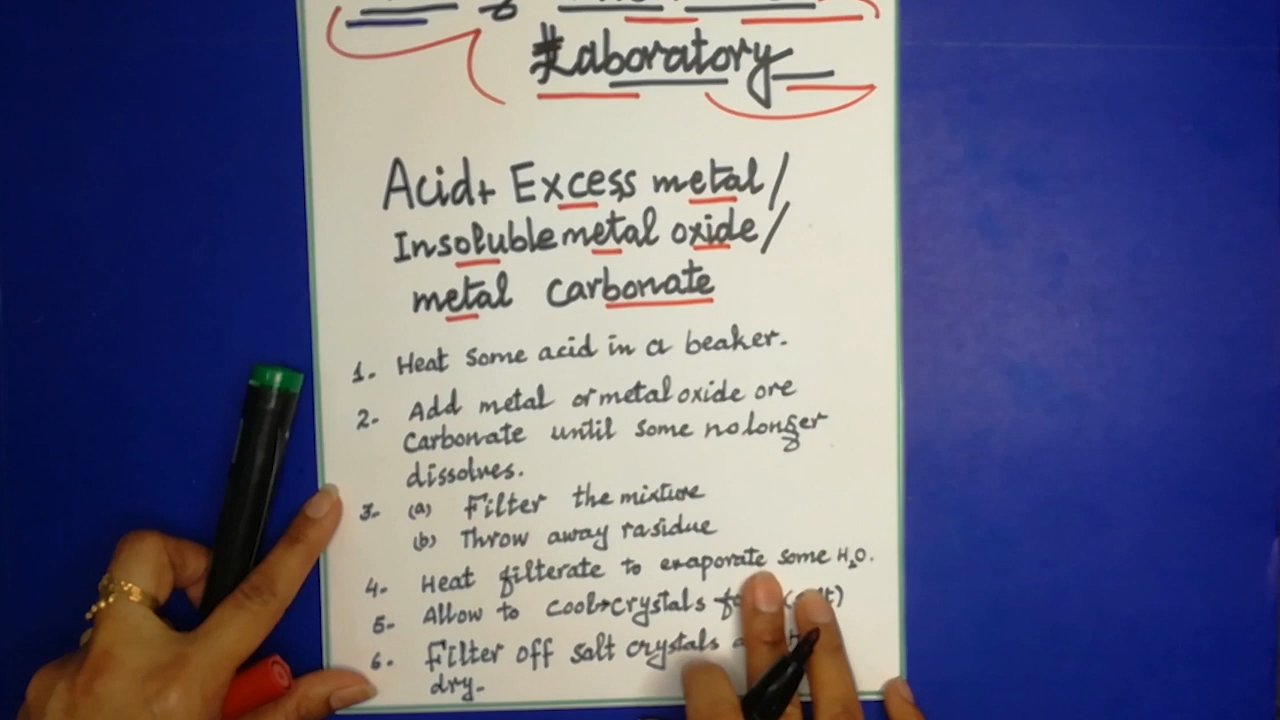 #Laboratory
Acid+ Excess metal/
Insoluble metal oxide/
metal carbonate
1. Heat some acid in a beaker.
2. Add metal or metal oxide ore
Carbonate until some no longer
dissolves.
3. (a) Filter the mixture
(b) Throw away rasidue
4. Heat filterate to evaporate some H₂O.
5. Allow to cool→crystals
6. Filter off salt crystals
dry.